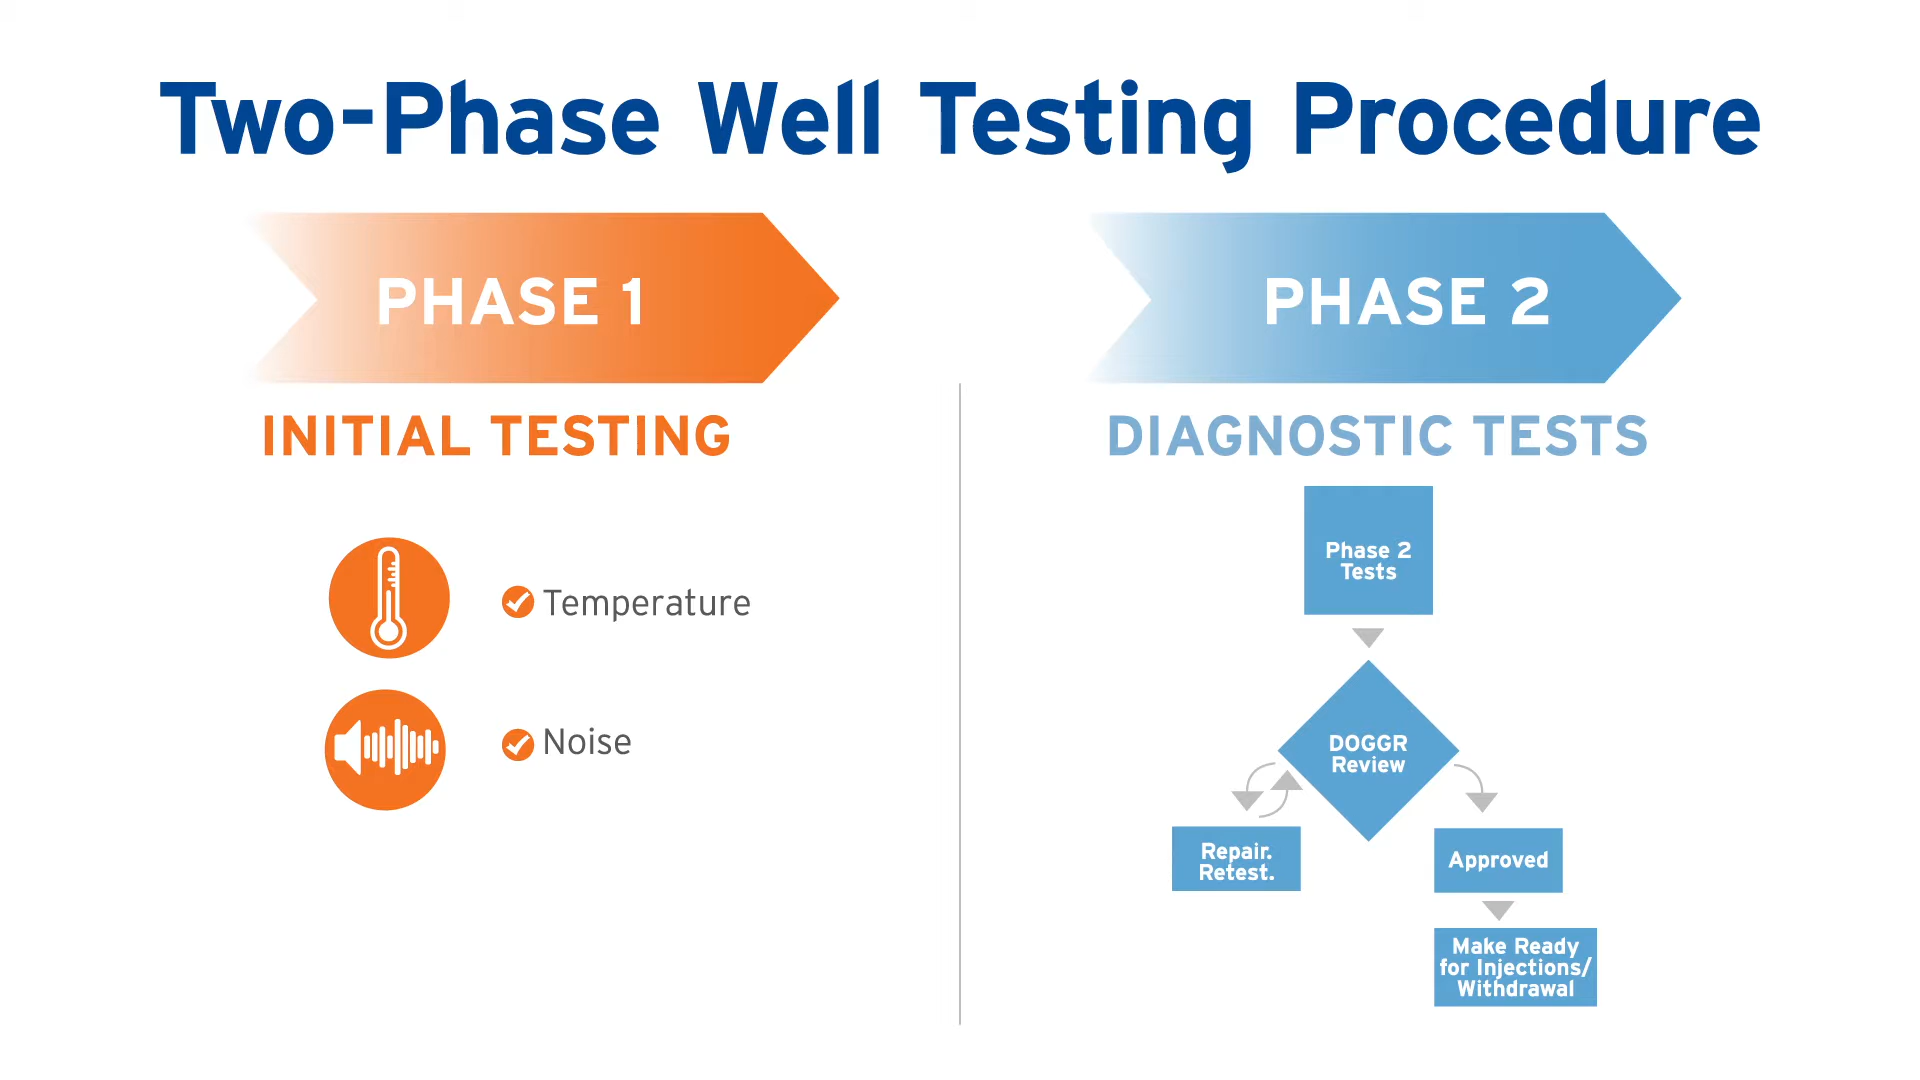 Two-Phase Well Testing Procedure
PHASE 1
INITIAL TESTING
Temperature
Noise
PHASE 2
DIAGNOSTIC TESTS
Phase 2
Tests
DOGGR
Review
Repair.
Retest.
Approved
Make Ready
for Injections/
Withdrawal